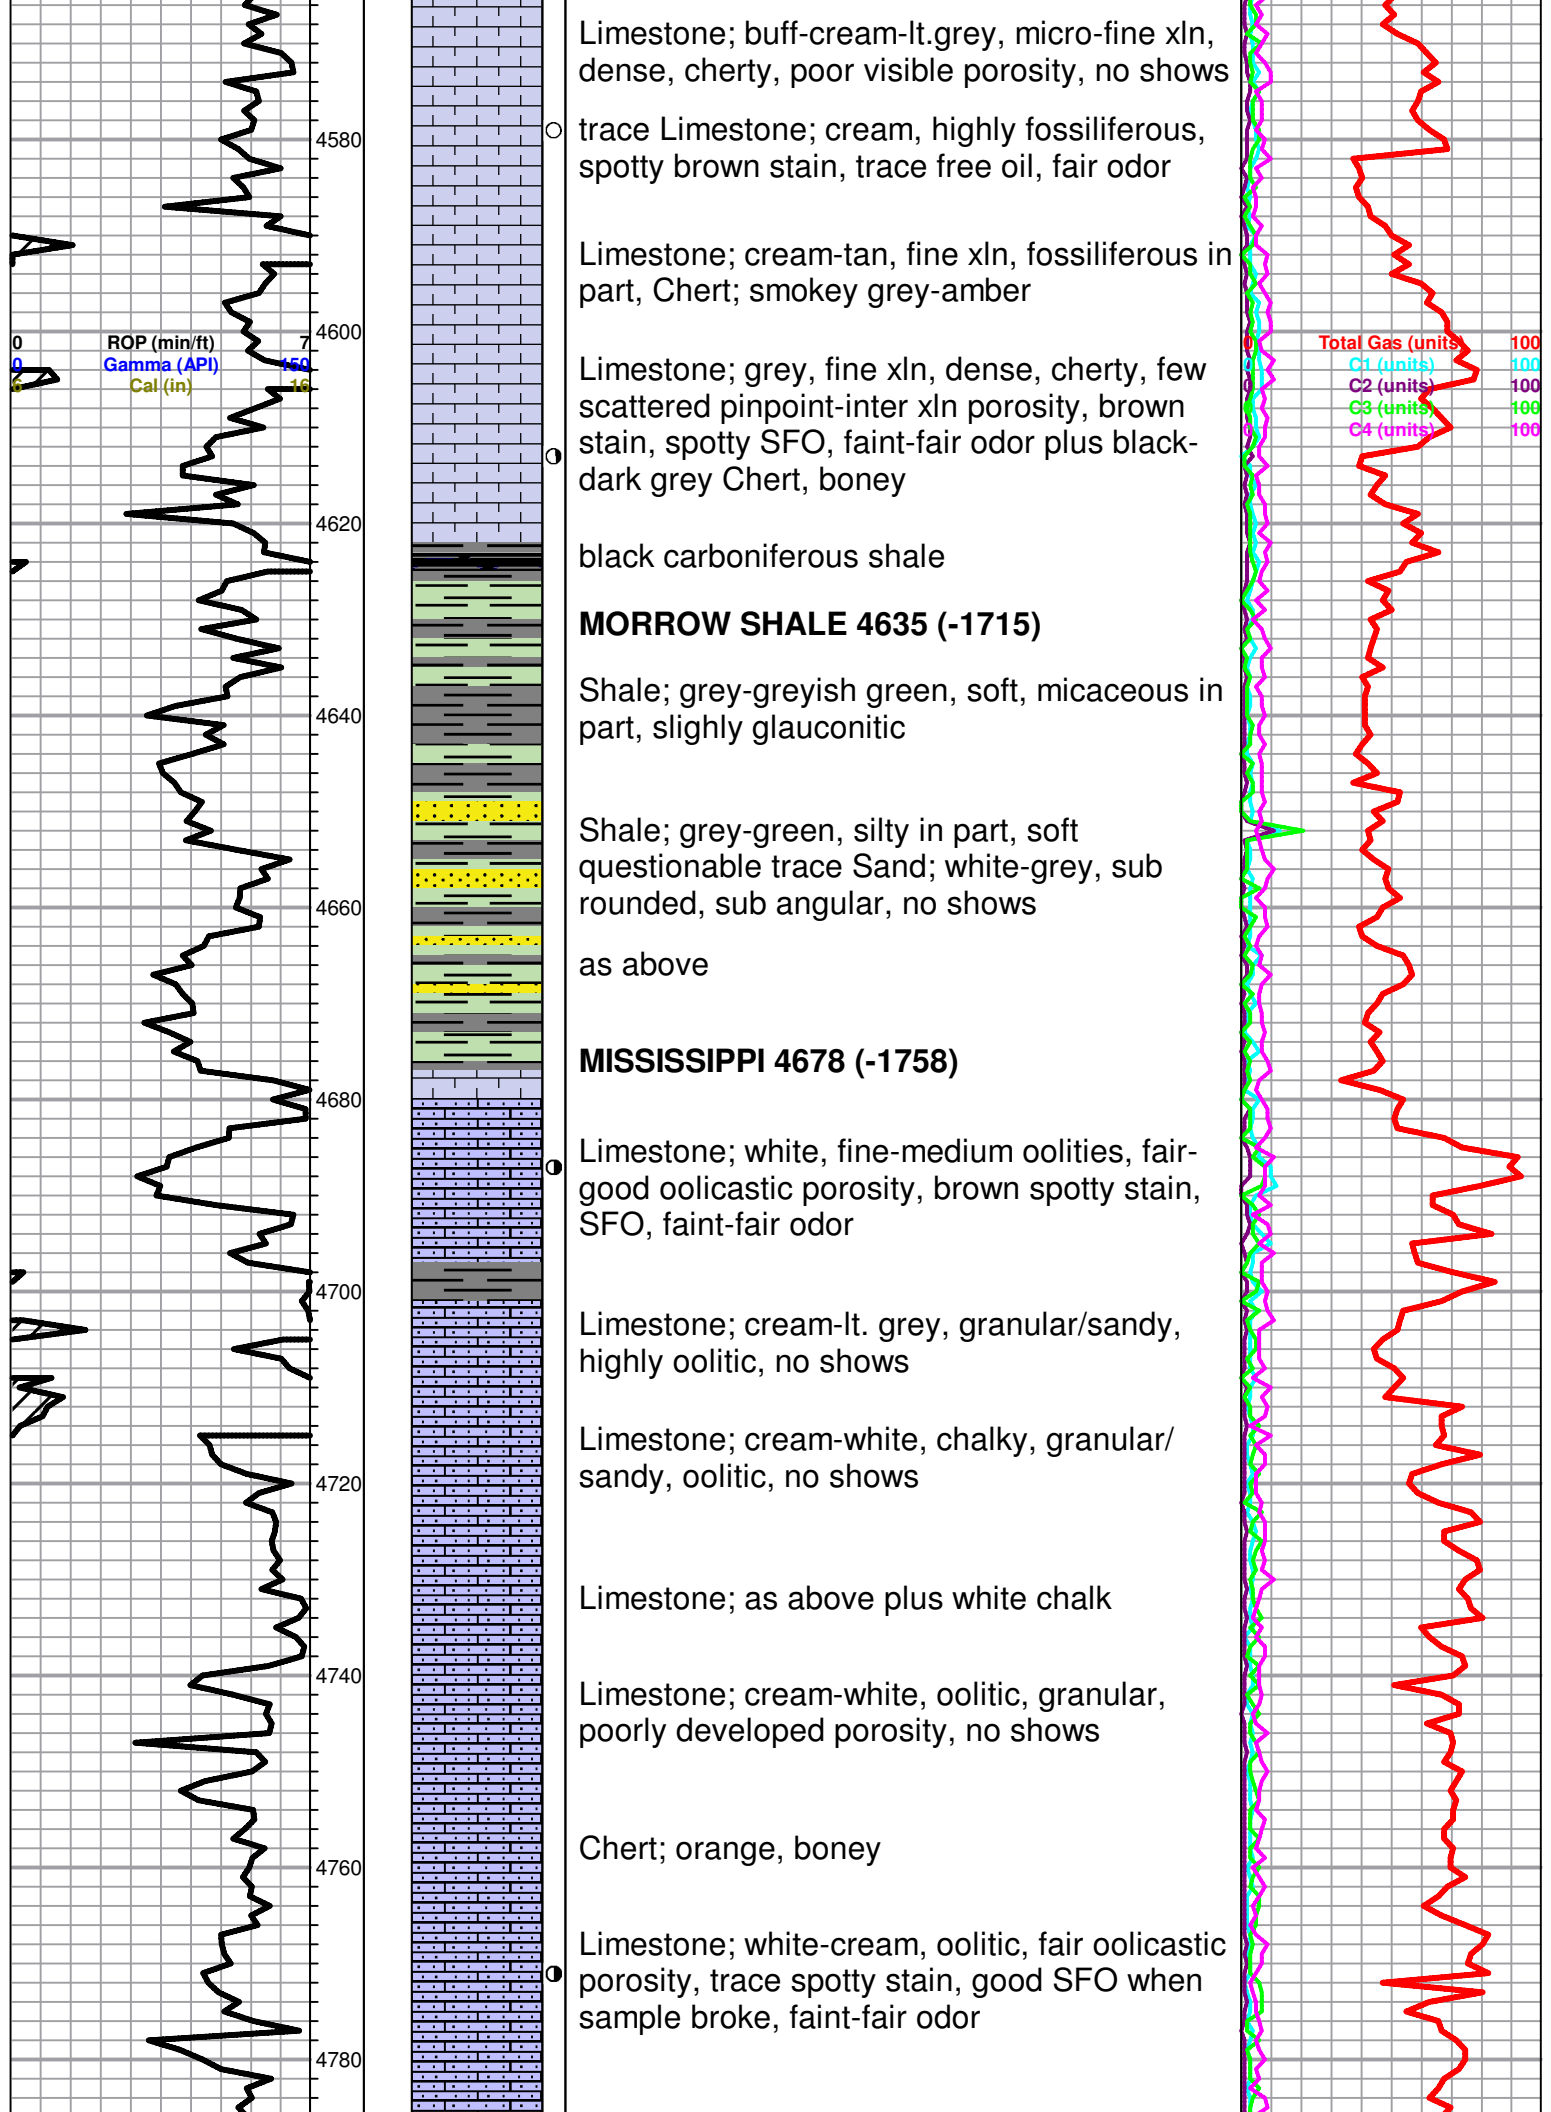 Limestone; buff-cream-lt.grey, micro-fine xln,
dense, cherty, poor visible porosity, no shows
4580
trace Limestone; cream, highly fossiliferous,
spotty brown stain, trace free oil, fair odor
Limestone; cream-tan, fine xln, fossiliferous in
part, Chert; smokey grey-amber
4600
0 ROP (min/ft) 7
0 Gamma (API) 150
6 Cal (in) 16
0 Total Gas (units) 100
0 C1 (units) 100
0 C2 (units) 100
0 C3 (units) 100
0 C4 (units) 100
Limestone; grey, fine xln, dense, cherty, few
scattered pinpoint-inter xln porosity, brown
stain, spotty SFO, faint-fair odor plus black-
dark grey Chert, boney
4620
black carboniferous shale
MORROW SHALE 4635 (-1715)
Shale; grey-greyish green, soft, micaceous in
part, slighly glauconitic
4640
Shale; grey-green, silty in part, soft
questionable trace Sand; white-grey, sub
rounded, sub angular, no shows
4660
as above
MISSISSIPPI 4678 (-1758)
4680
Limestone; white, fine-medium oolities, fair-
good oolicastic porosity, brown spotty stain,
SFO, faint-fair odor
4700
Limestone; cream-lt. grey, granular/sandy,
highly oolitic, no shows
Limestone; cream-white, chalky, granular/
sandy, oolitic, no shows
4720
Limestone; as above plus white chalk
4740
Limestone; cream-white, oolitic, granular,
poorly developed porosity, no shows
Chert; orange, boney
4760
Limestone; white-cream, oolitic, fair oolicastic
porosity, trace spotty stain, good SFO when
sample broke, faint-fair odor
4780